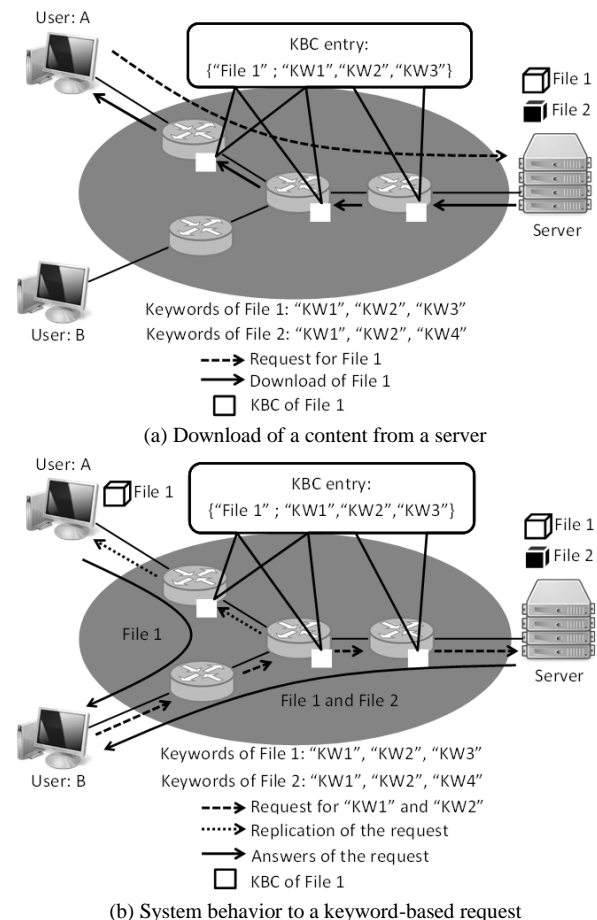 User: A
KBC entry:
{“File 1” ; “KW1”,“KW2”,“KW3”}
File 1
File 2
Server
User: B
Keywords of File 1: “KW1”, “KW2”, “KW3”
Keywords of File 2: “KW1”, “KW2”, “KW4”
Request for File 1
Download of File 1
KBC of File 1
(a) Download of a content from a server
User: A
File 1
KBC entry:
{“File 1” ; “KW1”,“KW2”,“KW3”}
File 1
File 2
File 1
Server
File 1 and File 2
User: B
Keywords of File 1: “KW1”, “KW2”, “KW3”
Keywords of File 2: “KW1”, “KW2”, “KW4”
Request for “KW1” and “KW2”
Replication of the request
Answers of the request
KBC of File 1
(b) System behavior to a keyword-based request